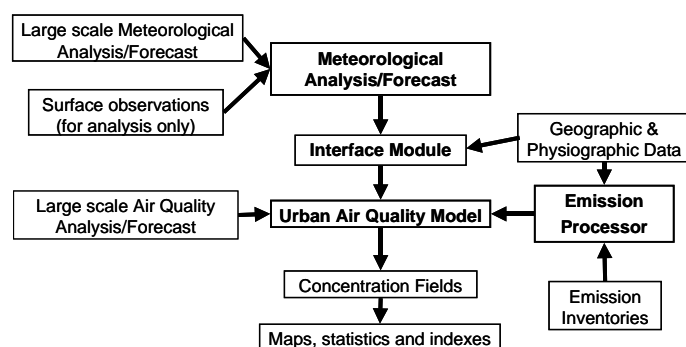 Large scale Meteorological
Analysis/Forecast
Meteorological
Analysis/Forecast
Surface observations
(for analysis only)
Interface Module
Geographic &
Physiographic Data
Large scale Air Quality
Analysis/Forecast
Urban Air Quality Model
Emission
Processor
Concentration Fields
Emission
Inventories
Maps, statistics and indexes